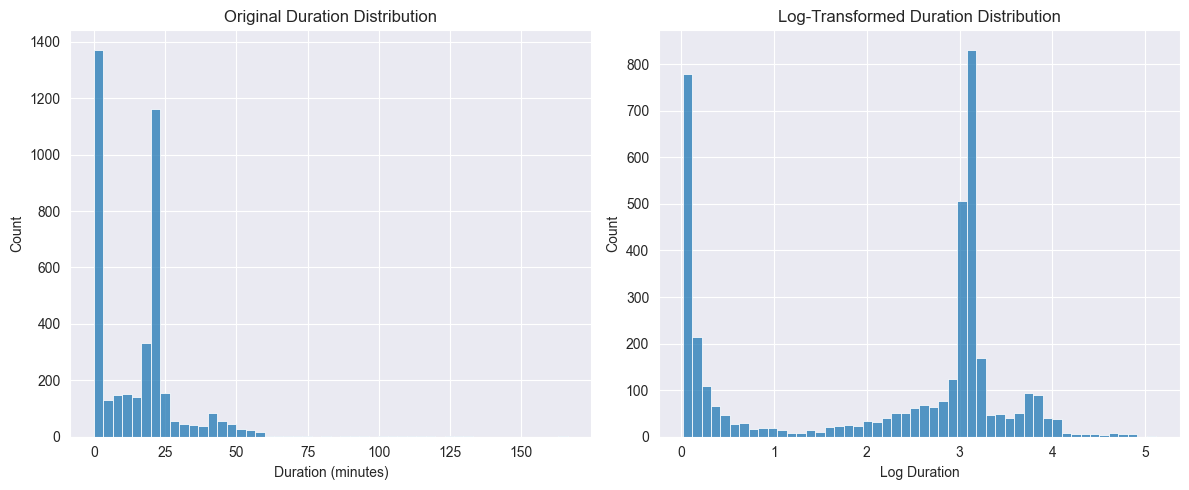 Original Duration Distribution
1400
1200
1000
800
600
400
200
0
Count
0 25 50 75 100 125 150
Duration (minutes)
Log-Transformed Duration Distribution
800
700
600
500
400
300
200
100
0
Count
0 1 2 3 4 5
Log Duration